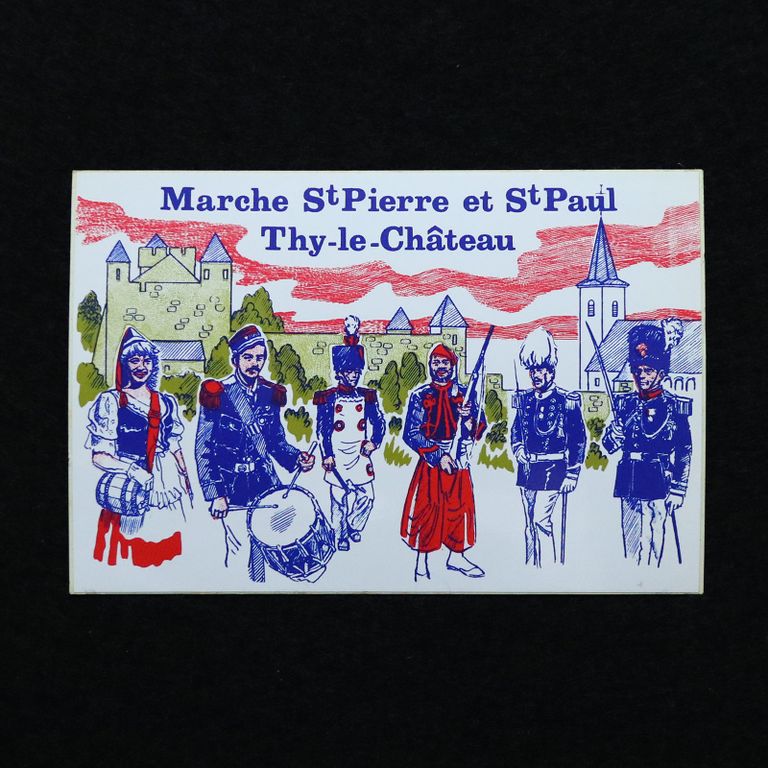 Marche St Pierre et St Paul
Thy-le-Château